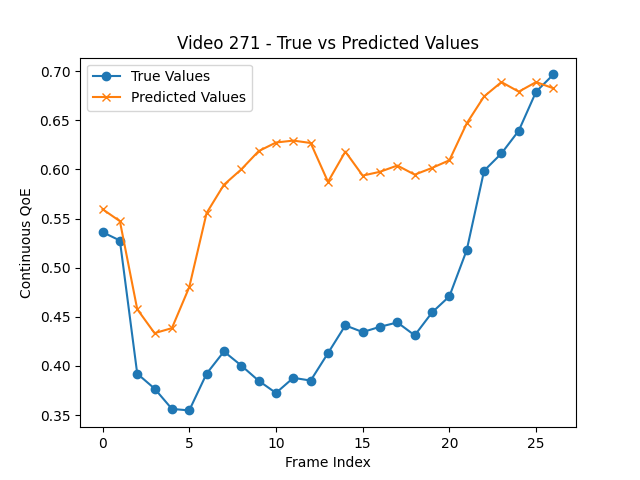 Video 271 - True vs Predicted Values
True Values
Predicted Values
0.70
0.65
0.60
0.55
0.50
0.45
0.40
0.35
Continuous QoE
0 5 10 15 20 25
Frame Index